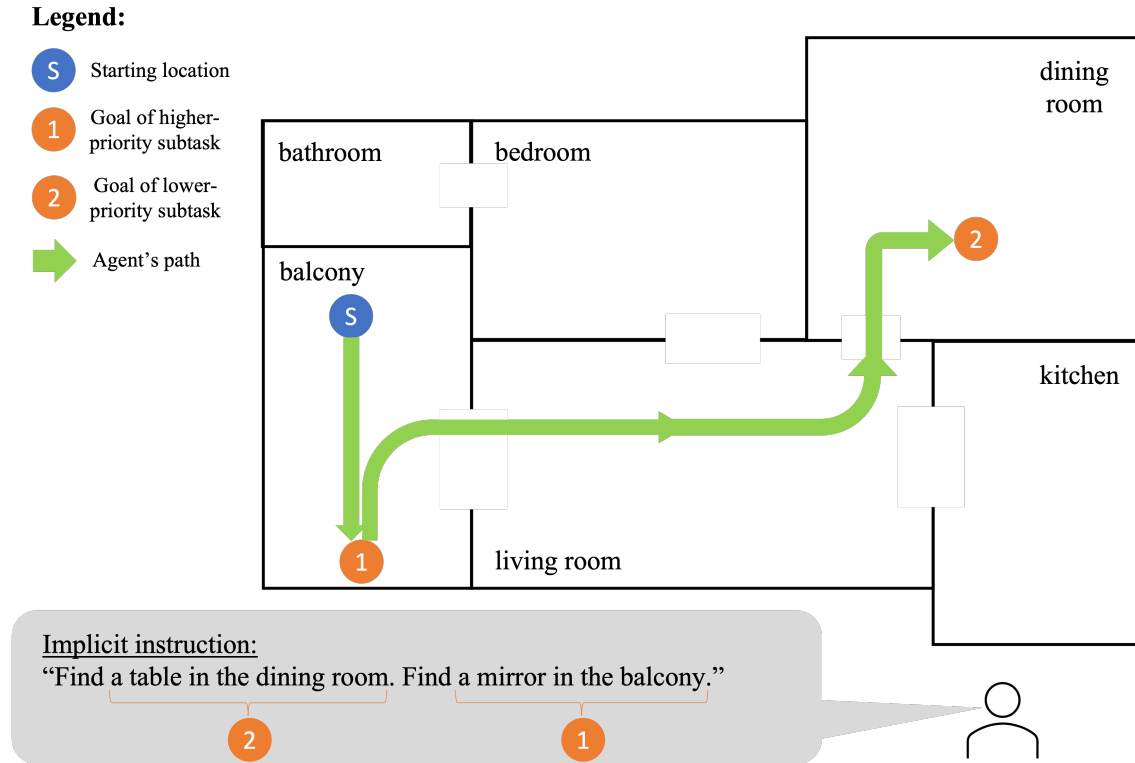 Legend:
S
Starting location
1
Goal of higher-
priority subtask
2
Goal of lower-
priority subtask
Agent's path
dining
room
bathroom
bedroom
balcony
S
2
kitchen
1
living room
Implicit instruction:
“Find a table in the dining room. Find a mirror in the balcony.”
2
1